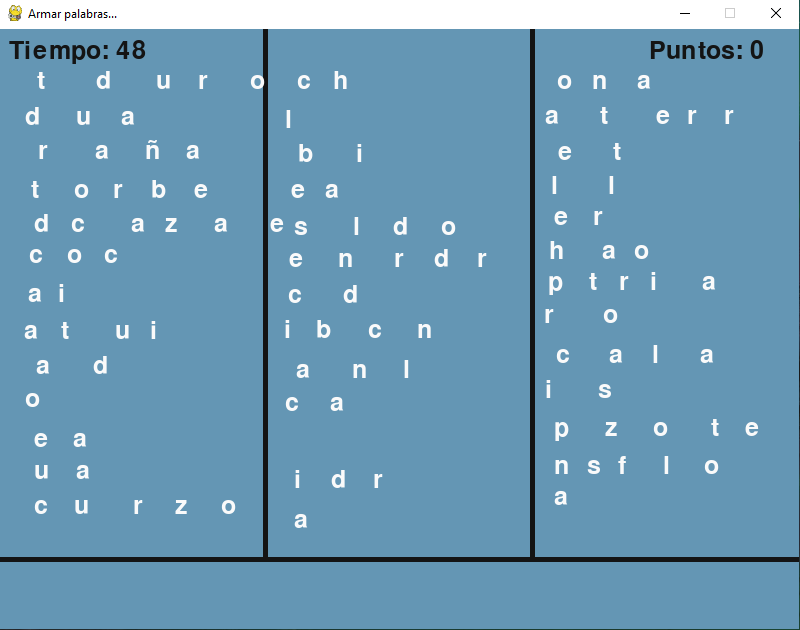 Armar palabras...
Tiempo: 48
Puntos: 0
t d u r o
d u a
r a ñ a
t o r b e
d c a z a e
c o c
a i
a t u i
a d
o
e a
u a
c u r z o
c h
l
b i
e a
s l d o
e n r d r
c d
i b c n
a n l
c a
i d r
a
o n a
a t e r r
e t
l l
e r
h a o
p t r i a
r o
c a l a
i s
p z o t e
n s f l o
a